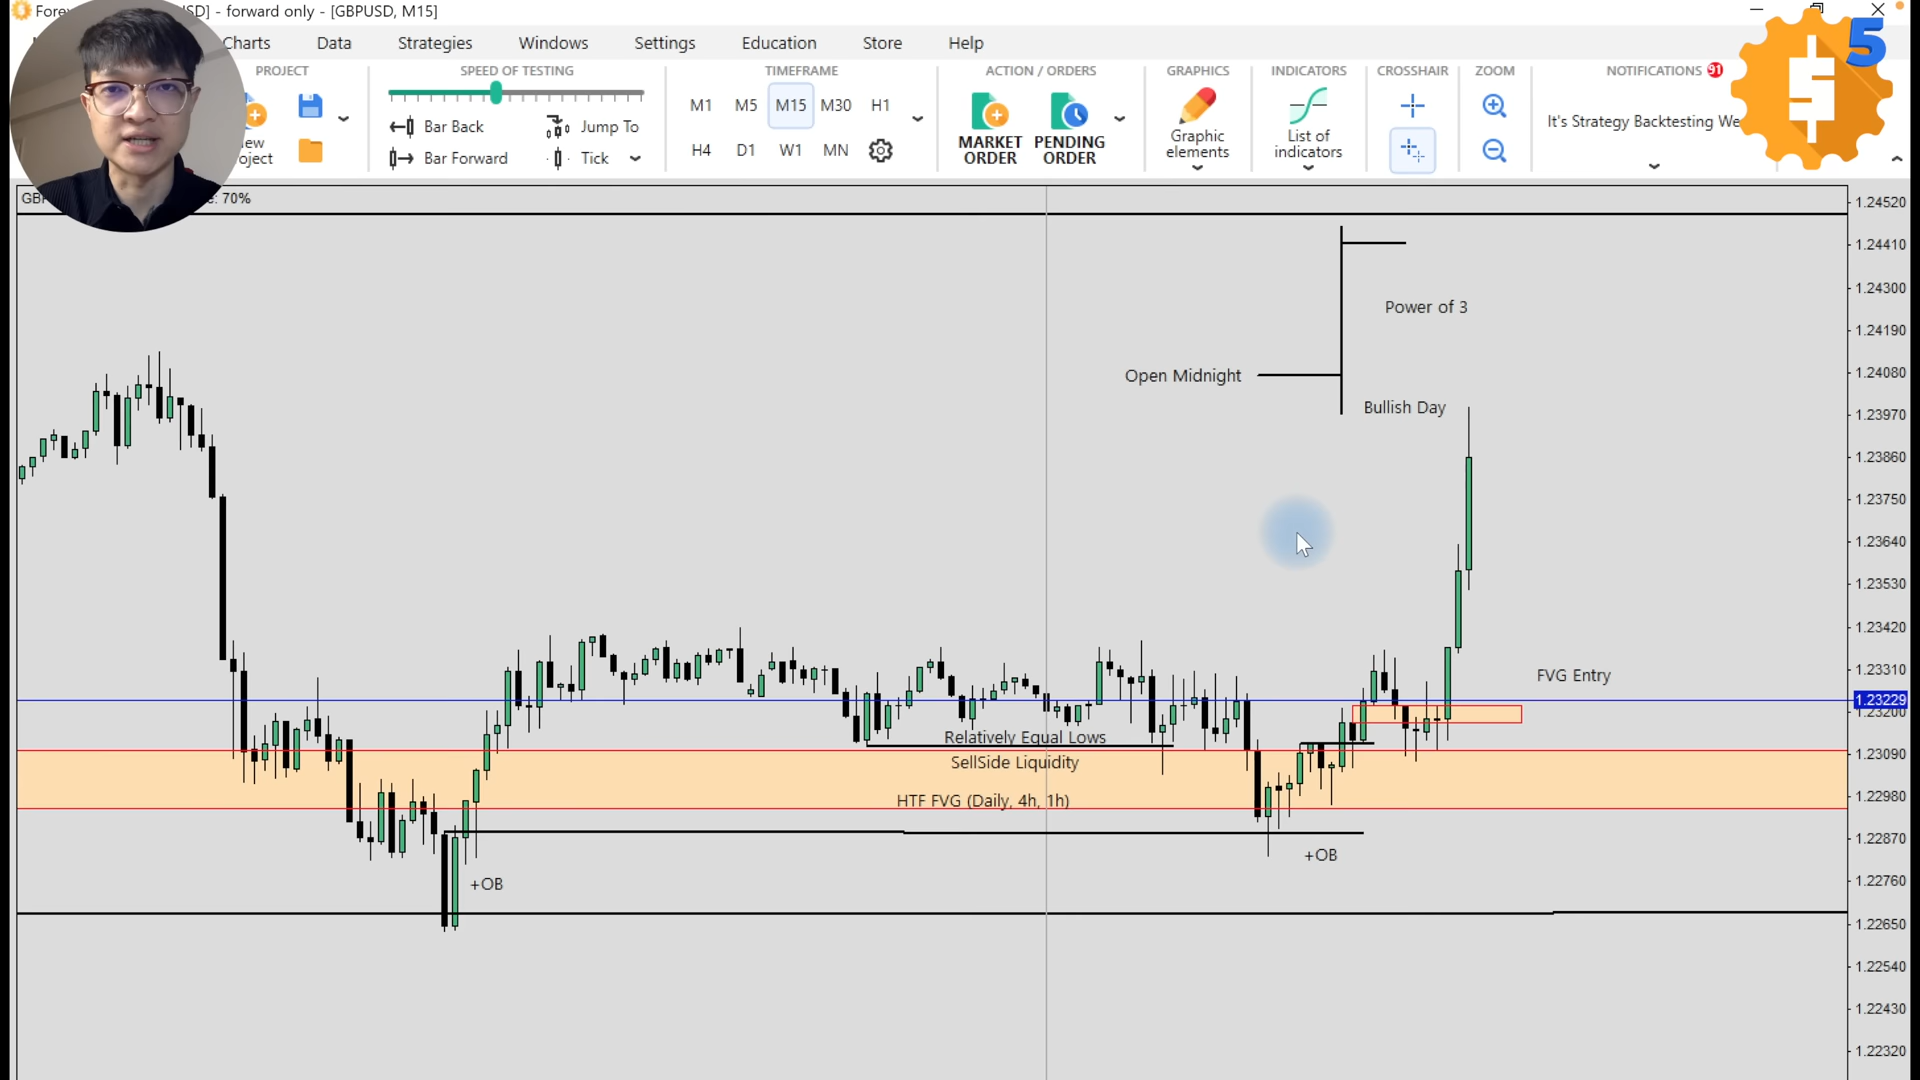 Fore
SD] - forward only - [GBPUSD, M15]
Charts Data Strategies Windows Settings Education Store Help
PROJECT SPEED OF TESTING TIMEFRAME ACTION / ORDERS GRAPHICS INDICATORS CROSSHAIR ZOOM NOTIFICATIONS 91
Bar Back Jump To
Bar Forward Tick
M1 M5 M15 M30 H1
H4 D1 W1 MN
MARKET ORDER
PENDING ORDER
Graphic elements
List of indicators
It's Strategy Backtesting We
$ 5
: 70%
Power of 3
Open Midnight
Bullish Day
FVG Entry
Relatively Equal Lows
SellSide Liquidity
HTF FVG (Daily, 4h, 1h)
+OB
+OB
1.24520
1.24410
1.24300
1.24190
1.24080
1.23970
1.23860
1.23750
1.23640
1.23530
1.23420
1.23310
1.23229
1.23200
1.23090
1.22980
1.22870
1.22760
1.22650
1.22540
1.22430
1.22320